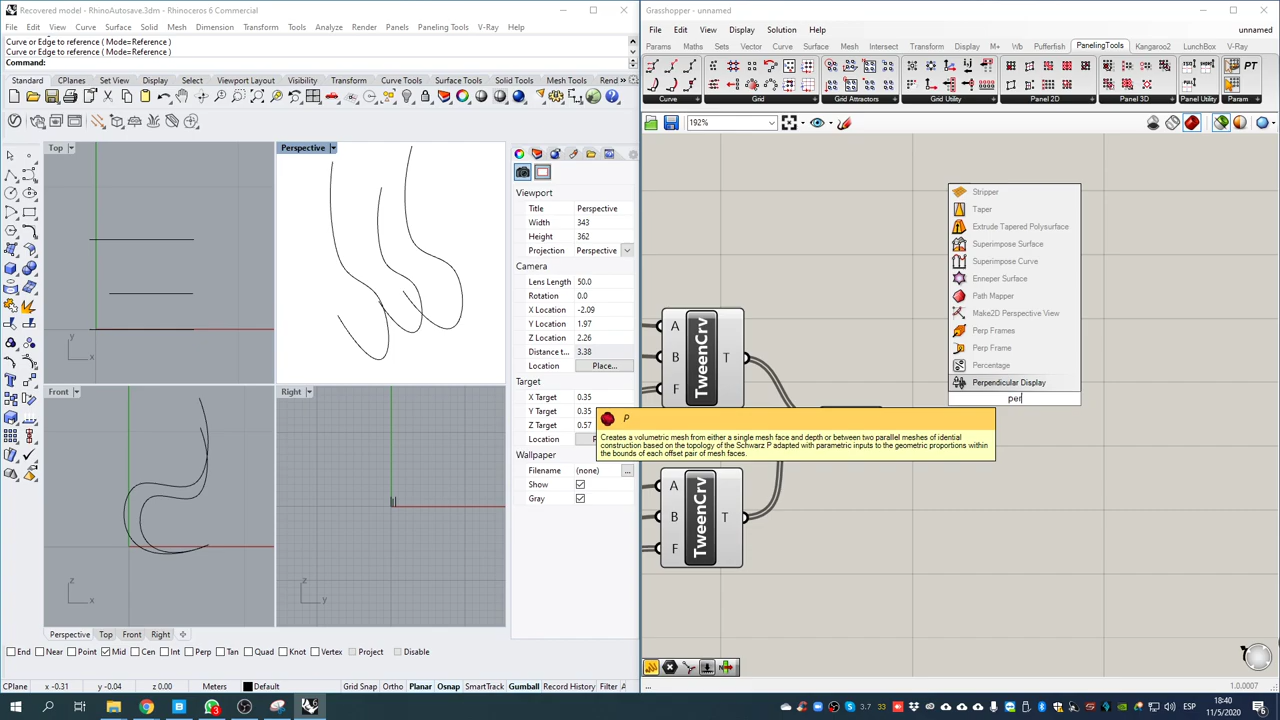 Recovered model - RhinoAutosave.3dm - Rhinoceros 6 Commercial
File Edit View Curve Surface Solid Mesh Dimension Transform Tools Analyze Render Panels Paneling Tools V-Ray Help
Curve or Edge to reference ( Mode=Reference )
Curve or Edge to reference ( Mode=Reference )
Command:
Standard CPlanes Set View Display Select Viewport Layout Visibility Transform Curve Tools Surface Tools Solid Tools Mesh Tools Rend »
Top
Perspective
Front
Right
y
x
z
x
z
y
Viewport
Title Perspective
Width 343
Height 362
Projection Perspective
Camera
Lens Length 50.0
Rotation 0.0
X Location -2.09
Y Location 1.97
Z Location 2.26
Distance t... 3.38
Location Place...
Target
X Target 0.35
Y Target 0.35
Z Target 0.57
Location
Wallpaper
Filename (none) ...
Show
Gray
Perspective Top Front Right
End Near Point Mid Cen Int Perp Tan Quad Knot Vertex Project Disable
CPlane x -0.31 y -0.04 z 0.00 Meters Default Grid Snap Ortho Planar Osnap SmartTrack Gumball Record History Filter A
Grasshopper - unnamed
File Edit View Display Solution Help unnamed
Params Maths Sets Vector Curve Surface Mesh Intersect Transform Display M+ Wb Pufferfish PanelingTools Kangaroo2 LunchBox V-Ray
PT
Curve Grid Grid Attractors Grid Utility Panel 2D Panel 3D Panel Utility Param
192%
Stripper
Taper
Extrude Tapered Polysurface
Superimpose Surface
Superimpose Curve
Enneper Surface
Path Mapper
Make2D Perspective View
Perp Frames
Perp Frame
Percentage
Perpendicular Display
per
A
B
F
TweenCrv
T
P
Creates a volumetric mesh from either a single mesh face and depth or between two parallel meshes of idential
construction based on the topology of the Schwarz P adapted with parametric inputs to the geometric proportions within
the bounds of each offset pair of mesh faces.
A
B
F
TweenCrv
T
...
1.0.0007
3.7 33 ESP
18:40
11/5/2020